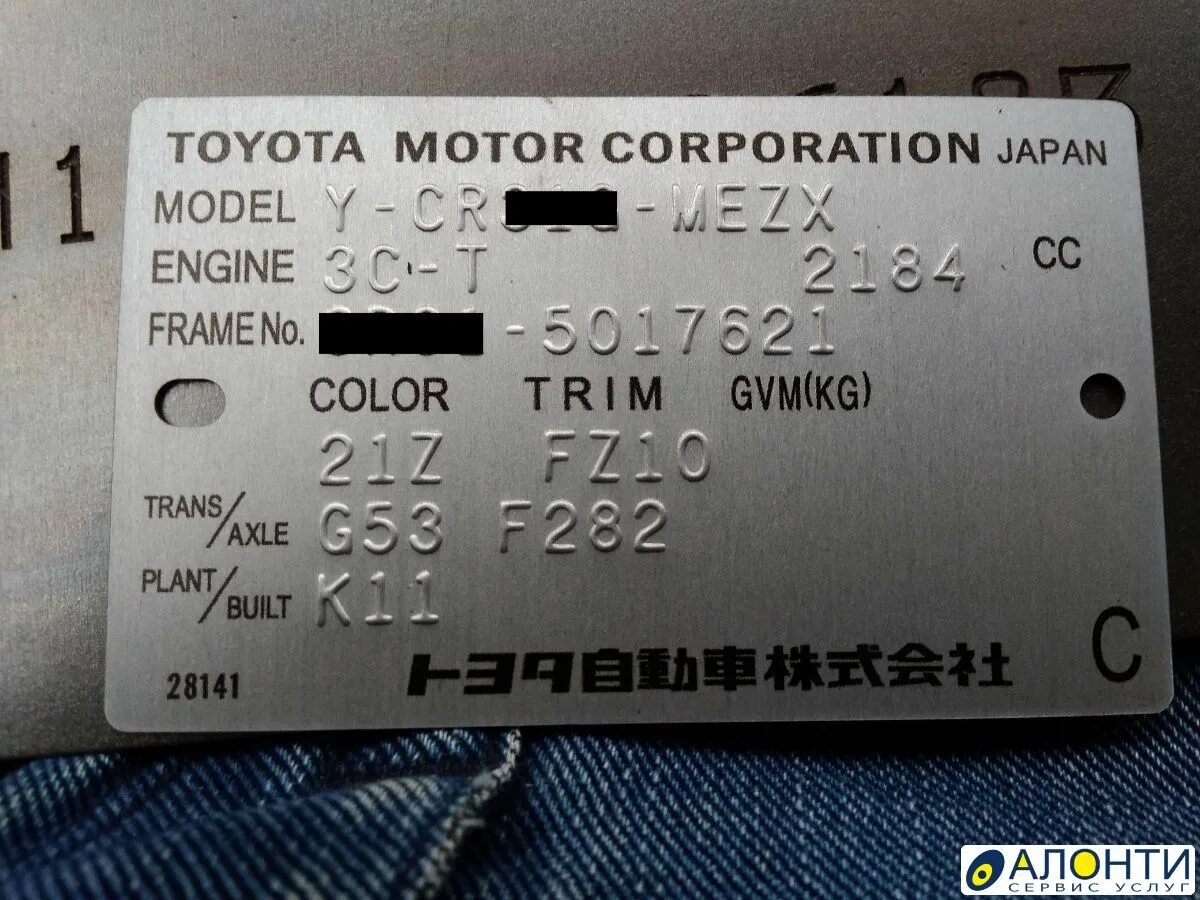 TOYOTA MOTOR CORPORATION JAPAN
MODEL Y-CR -MEZX
ENGINE 3C-T 2184 CC
FRAME No. -5017621
COLOR TRIM GVM(KG)
21Z FZ10
TRANS/AXLE G53 F282
PLANT/BUILT K11
28141 トヨタ自動車株式会社 C
АЛОНТИ
СЕРВИС УСЛУГ